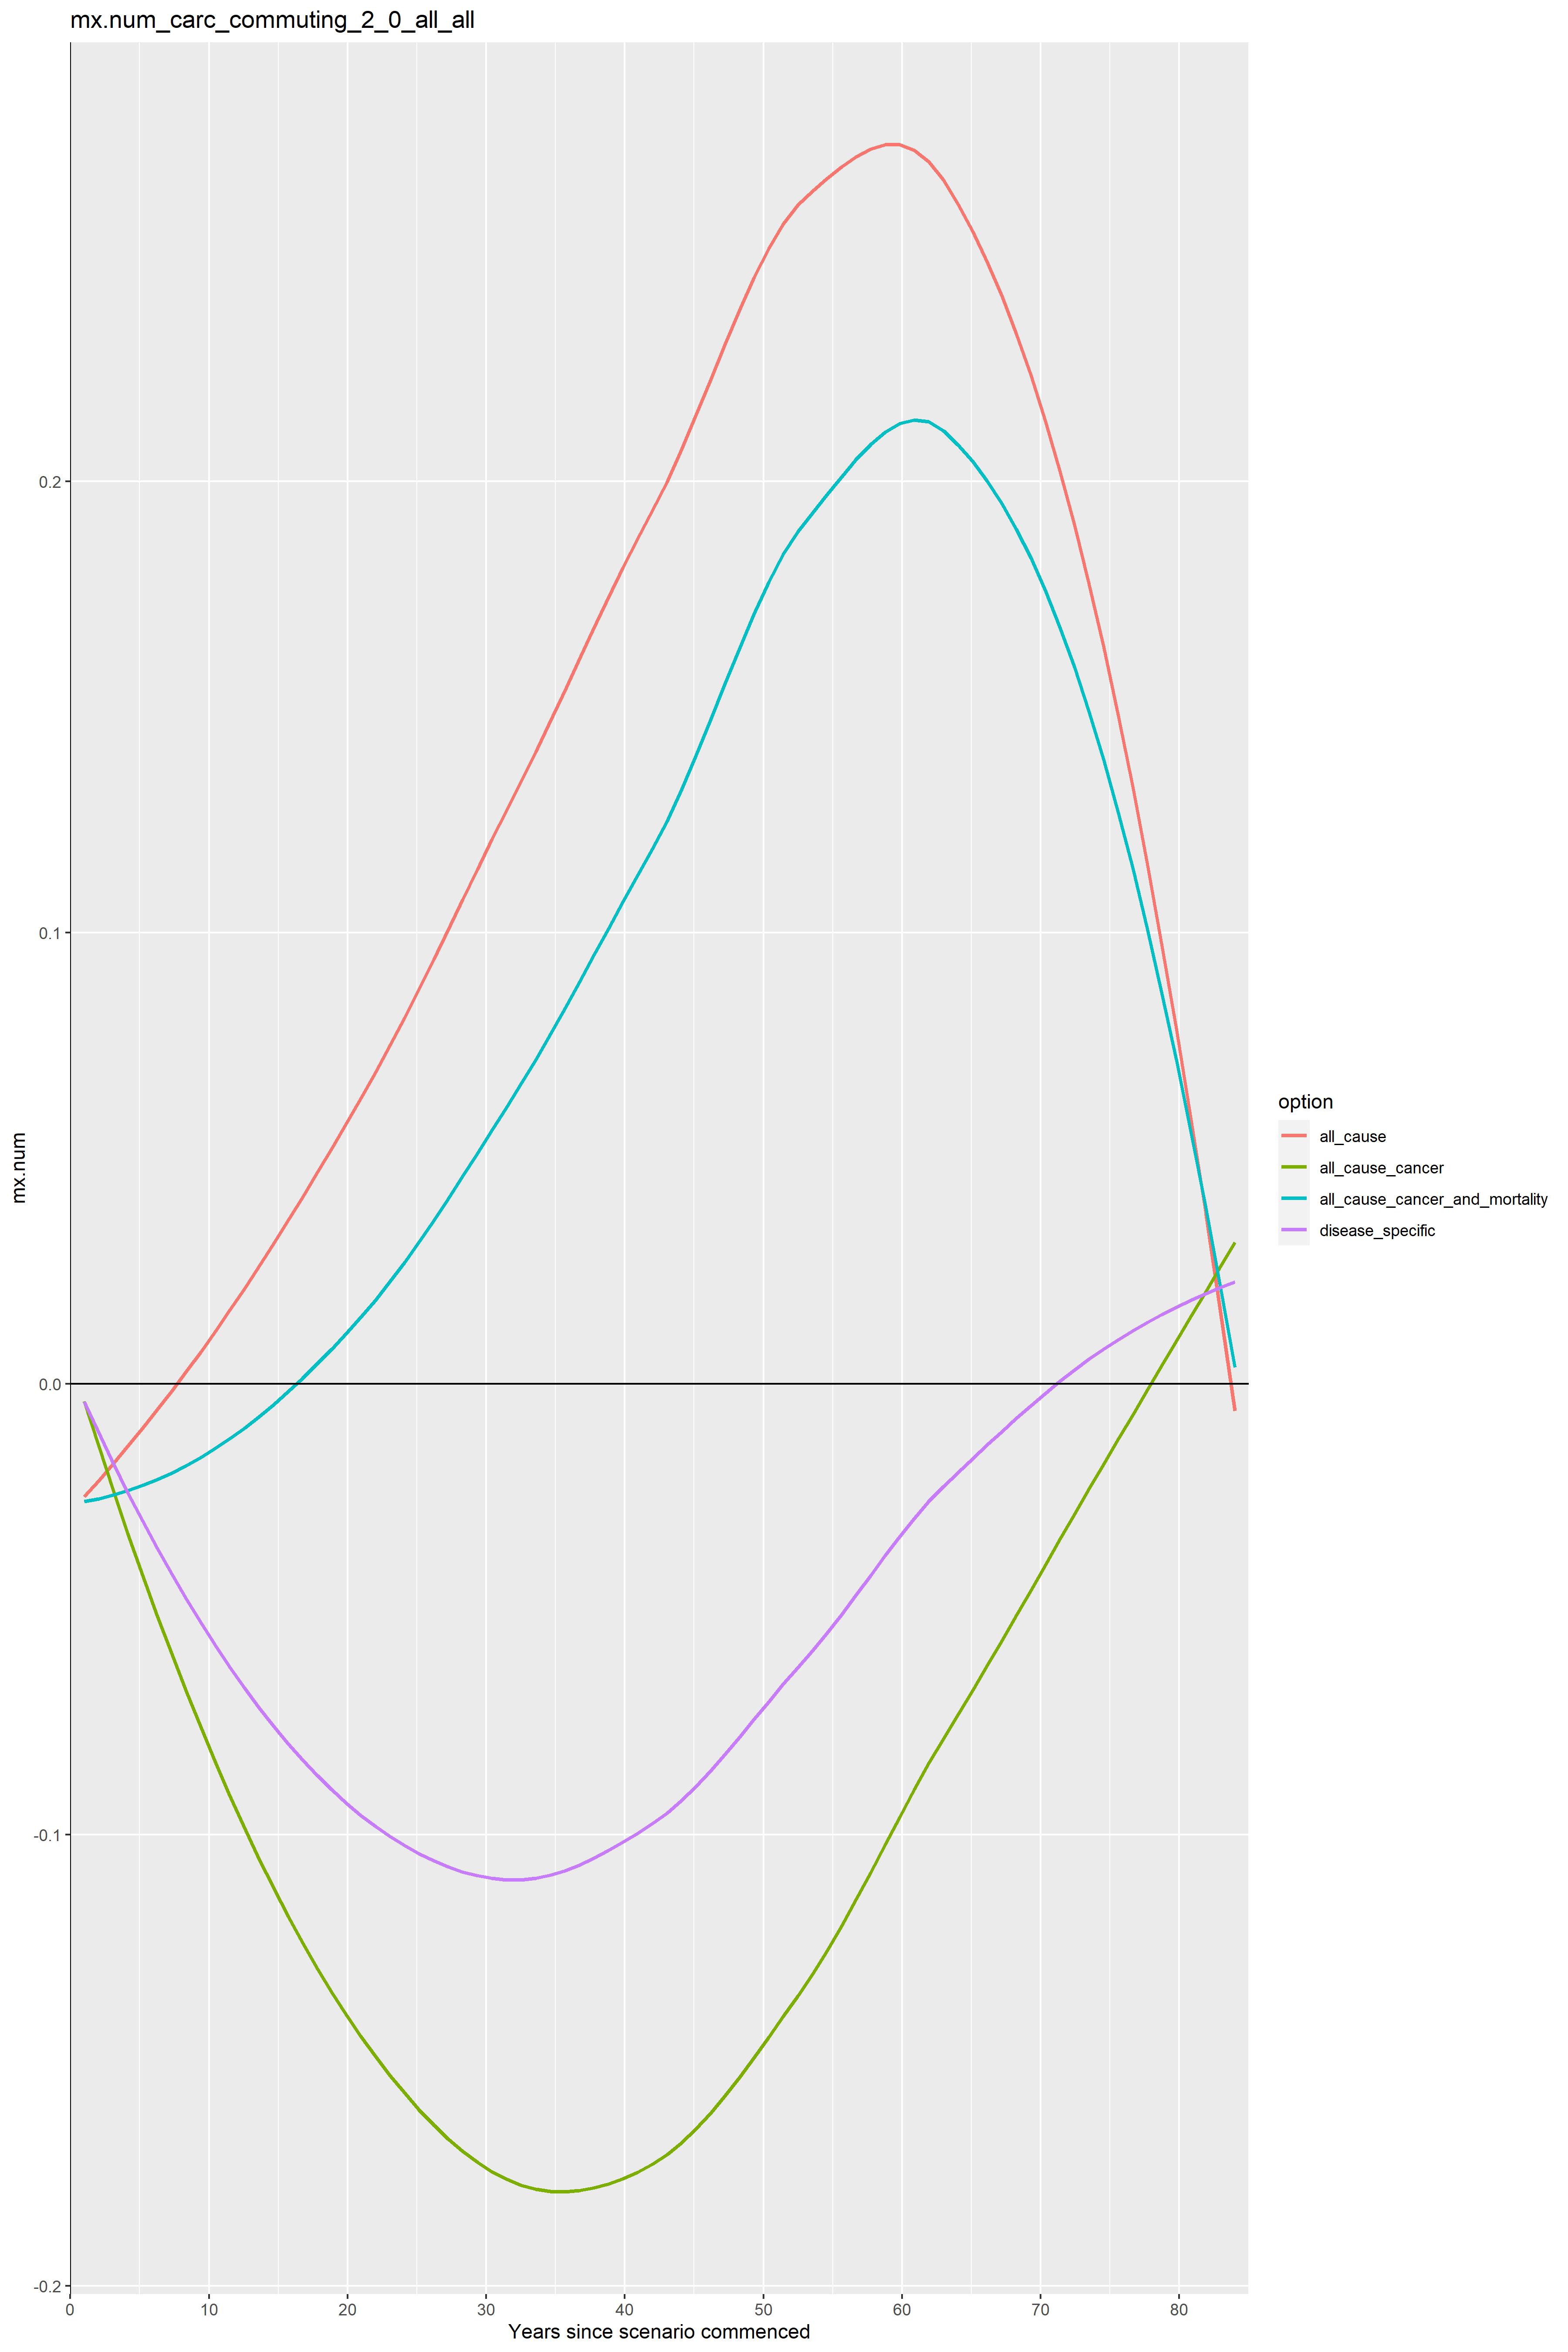 mx.num_carc_commuting_2_0_all_all
mx.num
0.2
0.1
0.0
-0.1
-0.2
0 10 20 30 40 50 60 70 80
Years since scenario commenced
option
all_cause
all_cause_cancer
all_cause_cancer_and_mortality
disease_specific